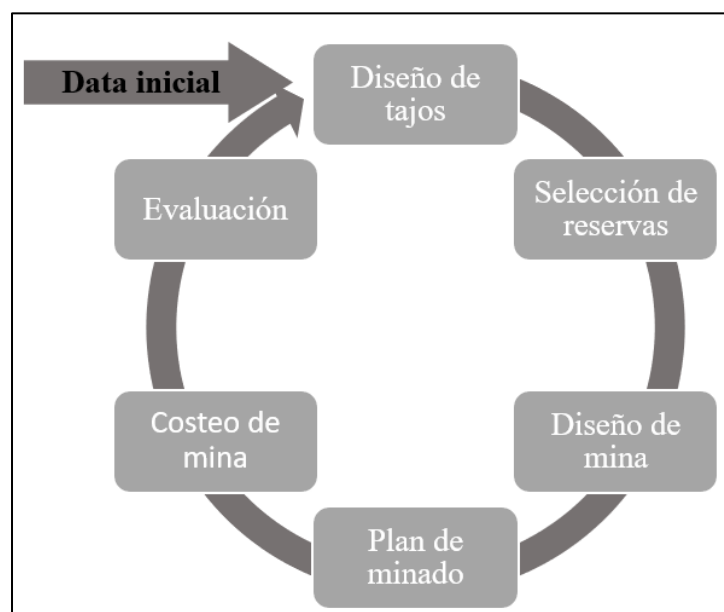 Data inicial
Diseño de
tajos
Selección de
reservas
Diseño de
mina
Plan de
minado
Costeo de
mina
Evaluación